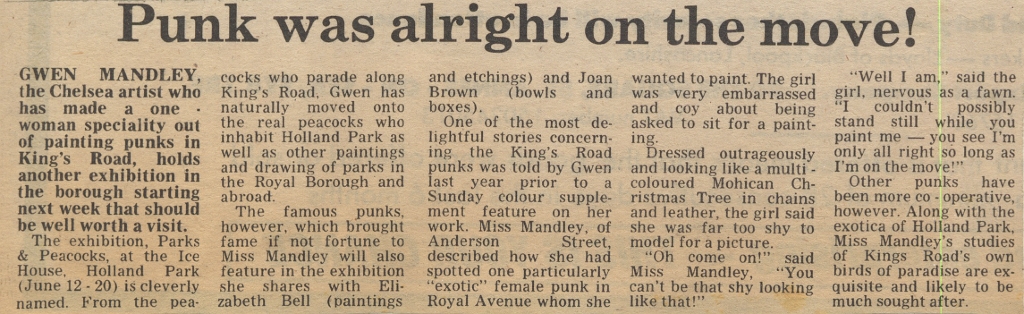 Punk was alright on the move!
GWEN MANDLEY,
the Chelsea artist who
has made a one -
woman speciality out
of painting punks in
King's Road, holds
another exhibition in
the borough starting
next week that should
be well worth a visit.
The exhibition, Parks
& Peacocks, at the Ice
House, Holland Park
(June 12 - 20) is cleverly
named. From the pea-
cocks who parade along
King's Road, Gwen has
naturally moved onto
the real peacocks who
inhabit Holland Park as
well as other paintings
and drawing of parks in
the Royal Borough and
abroad.
The famous punks,
however, which brought
fame if not fortune to
Miss Mandley will also
feature in the exhibition
she shares with Eli-
zabeth Bell (paintings
and etchings) and Joan
Brown (bowls and
boxes).
One of the most de-
lightful stories concern-
ing the King's Road
punks was told by Gwen
last year prior to a
Sunday colour supple-
ment feature on her
work. Miss Mandley, of
Anderson Street,
described how she had
spotted one particularly
"exotic" female punk in
Royal Avenue whom she
wanted to paint. The girl
was very embarrassed
and coy about being
asked to sit for a paint-
ing.
Dressed outrageously
and looking like a multi -
coloured Mohican Ch-
ristmas Tree in chains
and leather, the girl said
she was far too shy to
model for a picture.
"Oh come on!" said
Miss Mandley, "You
can't be that shy looking
like that!"
"Well I am," said the
girl, nervous as a fawn.
"I couldn't possibly
stand still while you
paint me — you see I'm
only all right so long as
I'm on the move!"
Other punks have
been more co - operative,
however. Along with the
exotica of Holland Park,
Miss Mandley's studies
of Kings Road's own
birds of paradise are ex-
quisite and likely to be
much sought after.